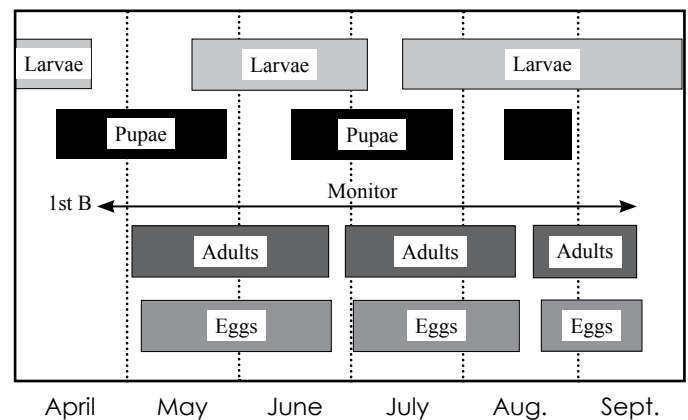 Larvae Larvae Larvae
Pupae Pupae
Monitor
1st B
Adults Adults Adults
Eggs Eggs Eggs
April May June July Aug. Sept.